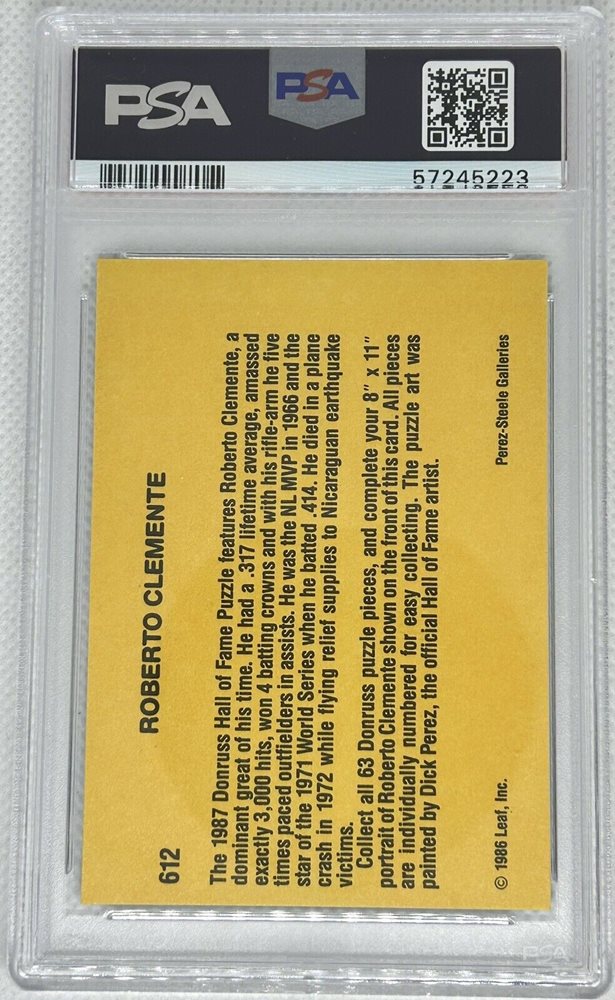 PSA
PSA
57245223
612
ROBERTO CLEMENTE
The 1987 Donruss Hall of Fame Puzzle features Roberto Clemente, a
dominant great of his time. He had a .317 lifetime average, amassed
exactly 3,000 hits, won 4 batting crowns and with his rifle-arm he five
times paced outfielders in assists. He was the NL MVP in 1966 and the
star of the 1971 World Series when he batted .414. He died in a plane
crash in 1972 while flying relief supplies to Nicaraguan earthquake
victims.
Collect all 63 Donruss puzzle pieces, and complete your 8" x 11"
portrait of Roberto Clemente shown on the front of this card. All pieces
are individually numbered for easy collecting. The puzzle art was
painted by Dick Perez, the official Hall of Fame artist.
© 1986 Leaf, Inc.
Perez-Steele Galleries
PSA